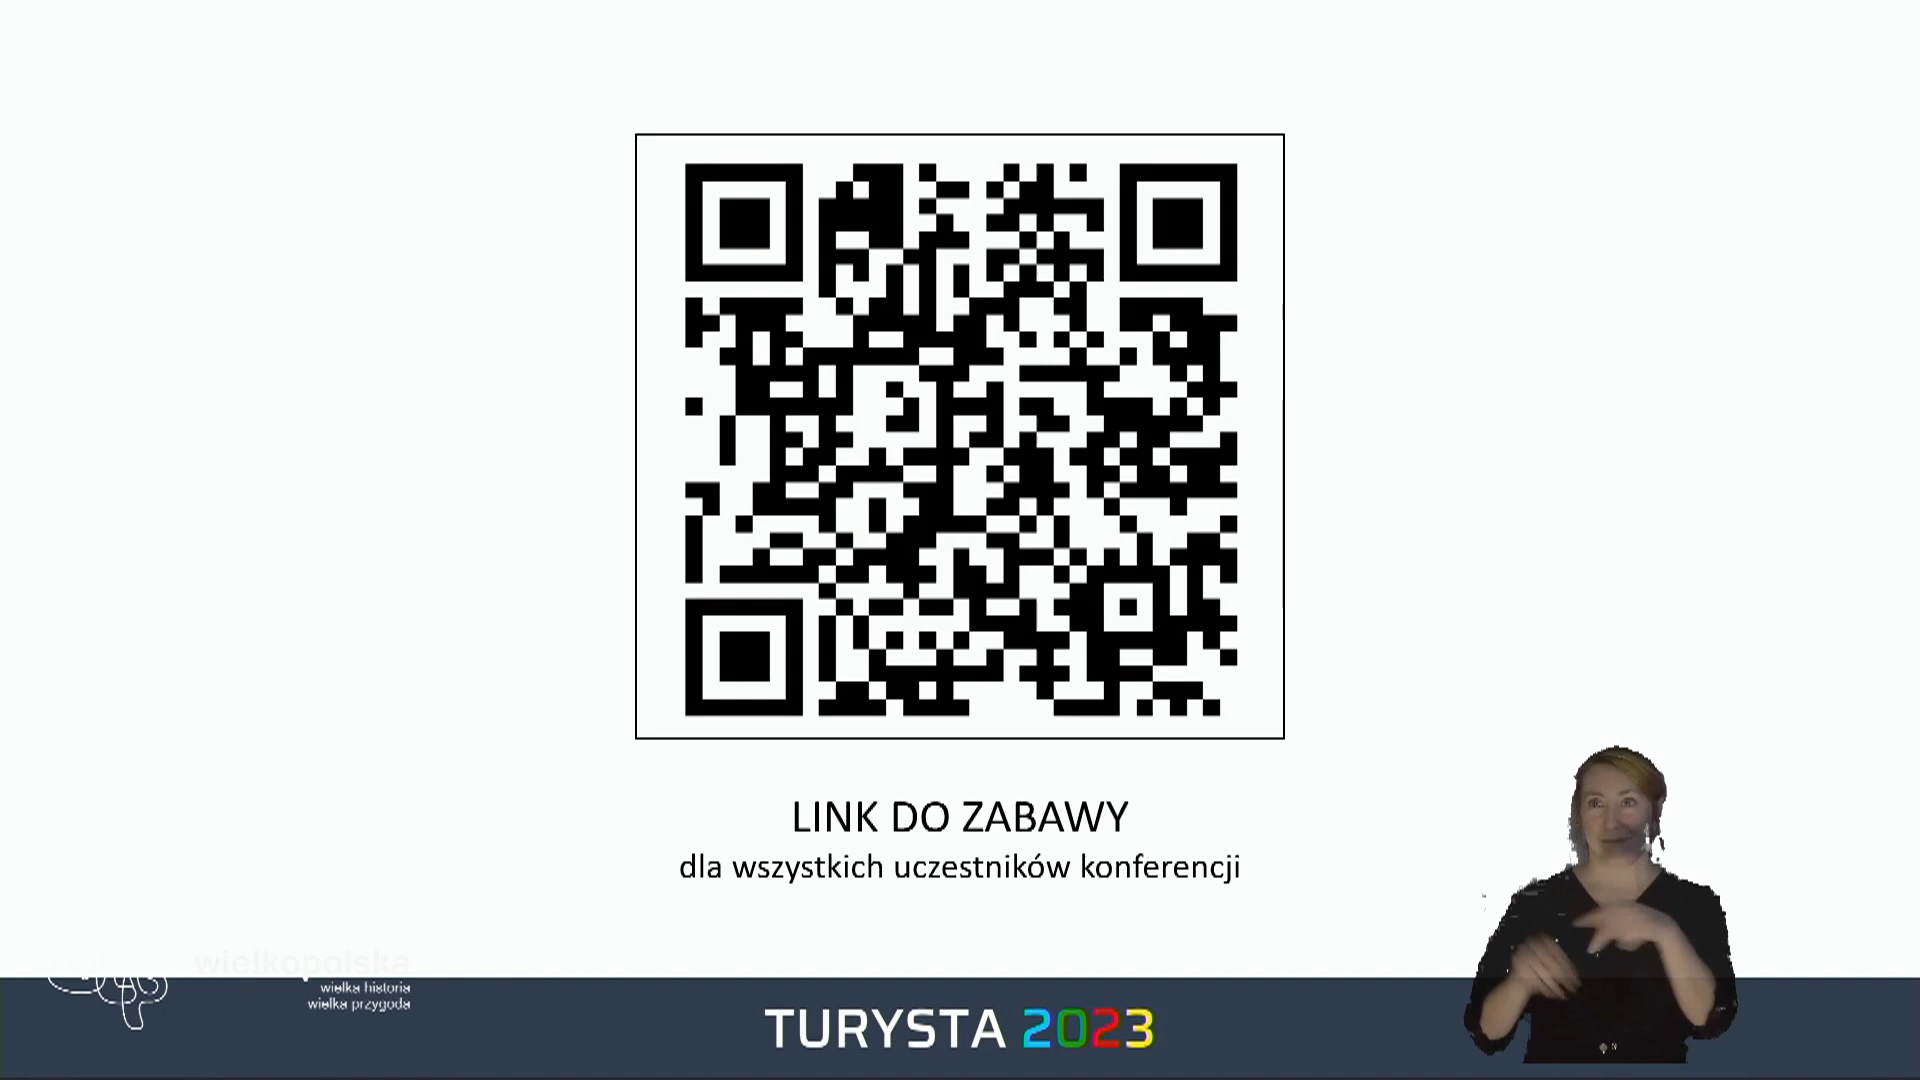 LINK DO ZABAWY
dla wszystkich uczestników konferencji
wielkopolska
wielka historia
wielka przygoda
TURYSTA 2023